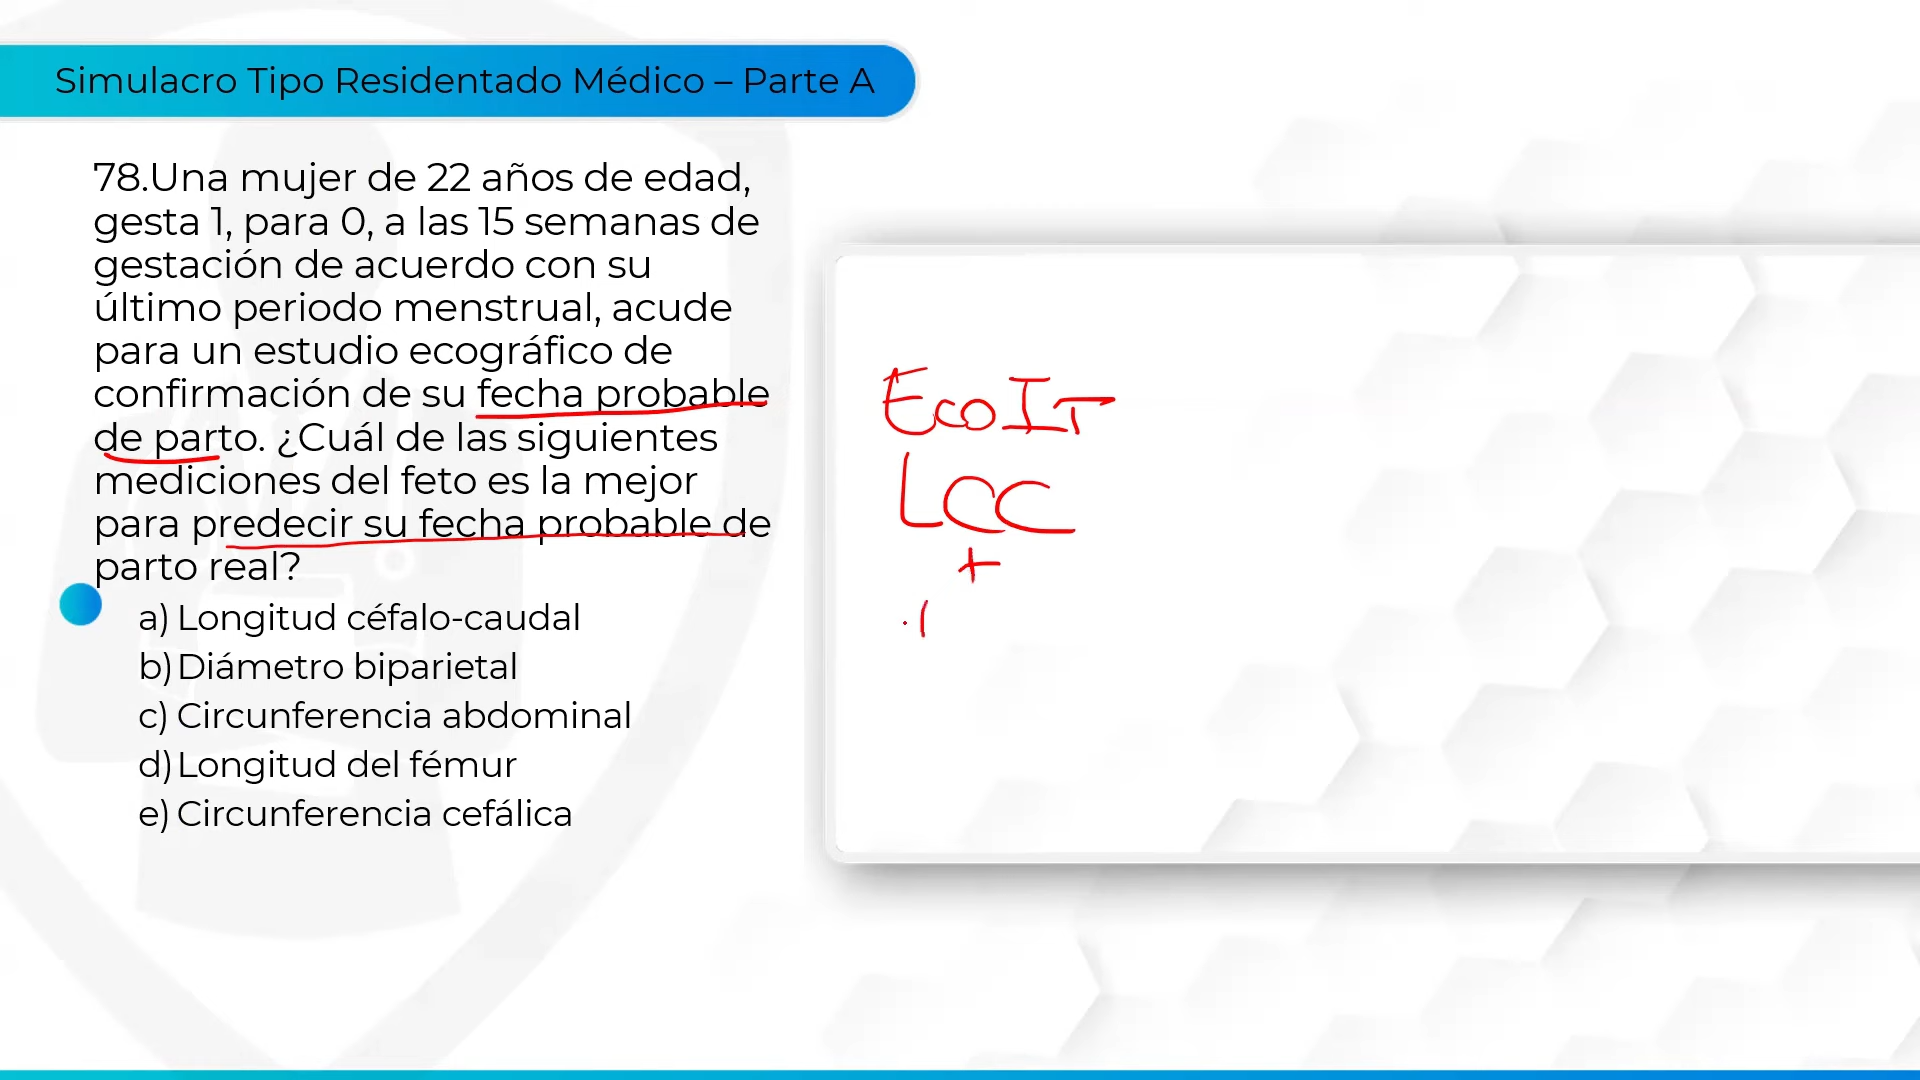 Simulacro Tipo Residentado Médico – Parte A
78.Una mujer de 22 años de edad,
gesta 1, para 0, a las 15 semanas de
gestación de acuerdo con su
último periodo menstrual, acude
para un estudio ecográfico de
confirmación de su fecha probable
de parto. ¿Cuál de las siguientes
mediciones del feto es la mejor
para predecir su fecha probable de
parto real?
a) Longitud céfalo-caudal
b) Diámetro biparietal
c) Circunferencia abdominal
d) Longitud del fémur
e) Circunferencia cefálica
Eco IT
LCC
+